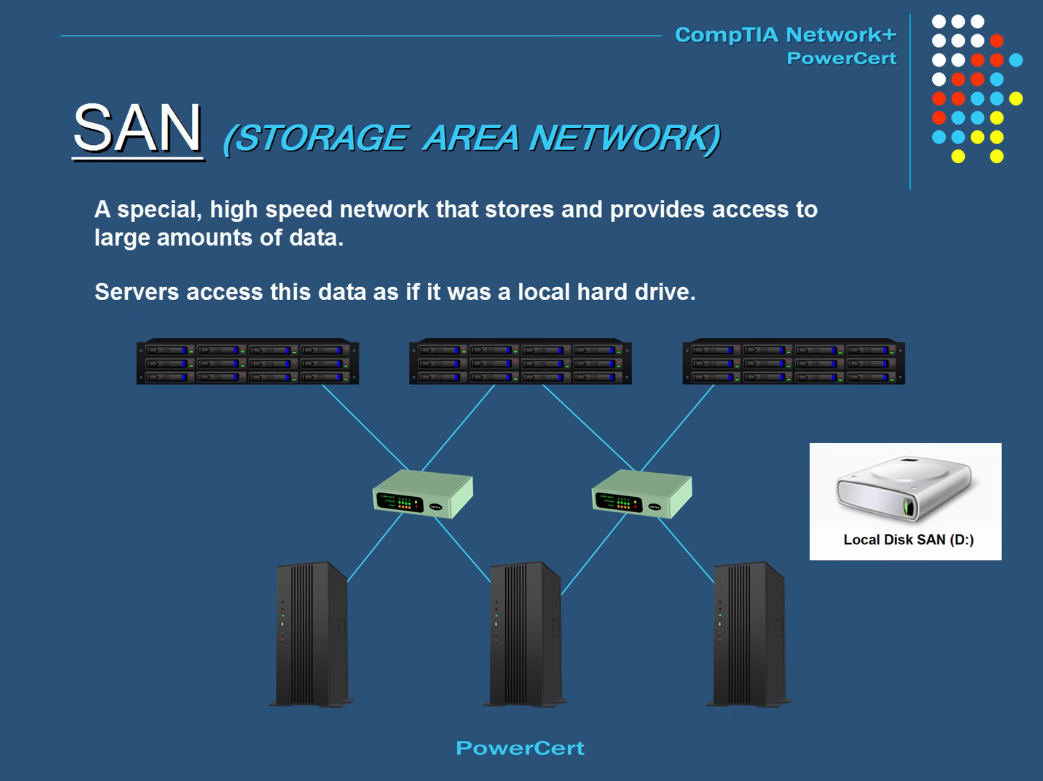 CompTIA Network+
PowerCert
SAN (STORAGE AREA NETWORK)
A special, high speed network that stores and provides access to
large amounts of data.
Servers access this data as if it was a local hard drive.
Local Disk SAN (D:)
PowerCert